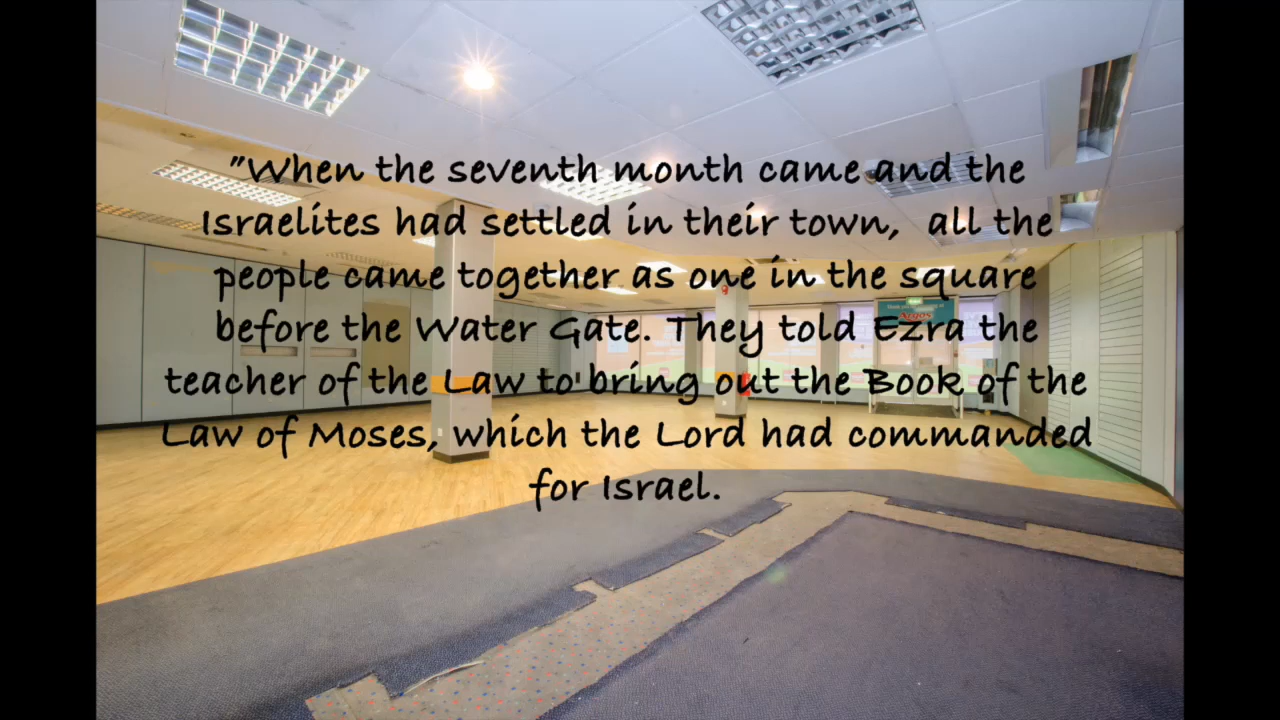 "When the seventh month came and the
Israelites had settled in their town, all the
people came together as one in the square
before the Water Gate. They told Ezra the
teacher of the Law to bring out the Book of the
Law of Moses, which the Lord had commanded
for Israel.
ARGOS